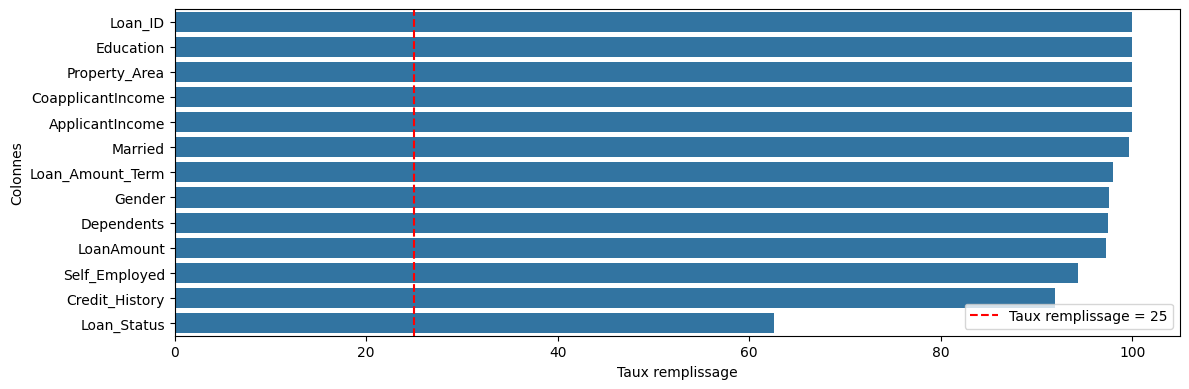 Colonnes
Loan_ID
Education
Property_Area
CoapplicantIncome
ApplicantIncome
Married
Loan_Amount_Term
Gender
Dependents
LoanAmount
Self_Employed
Credit_History
Loan_Status
Taux remplissage = 25
0 20 40 60 80 100
Taux remplissage